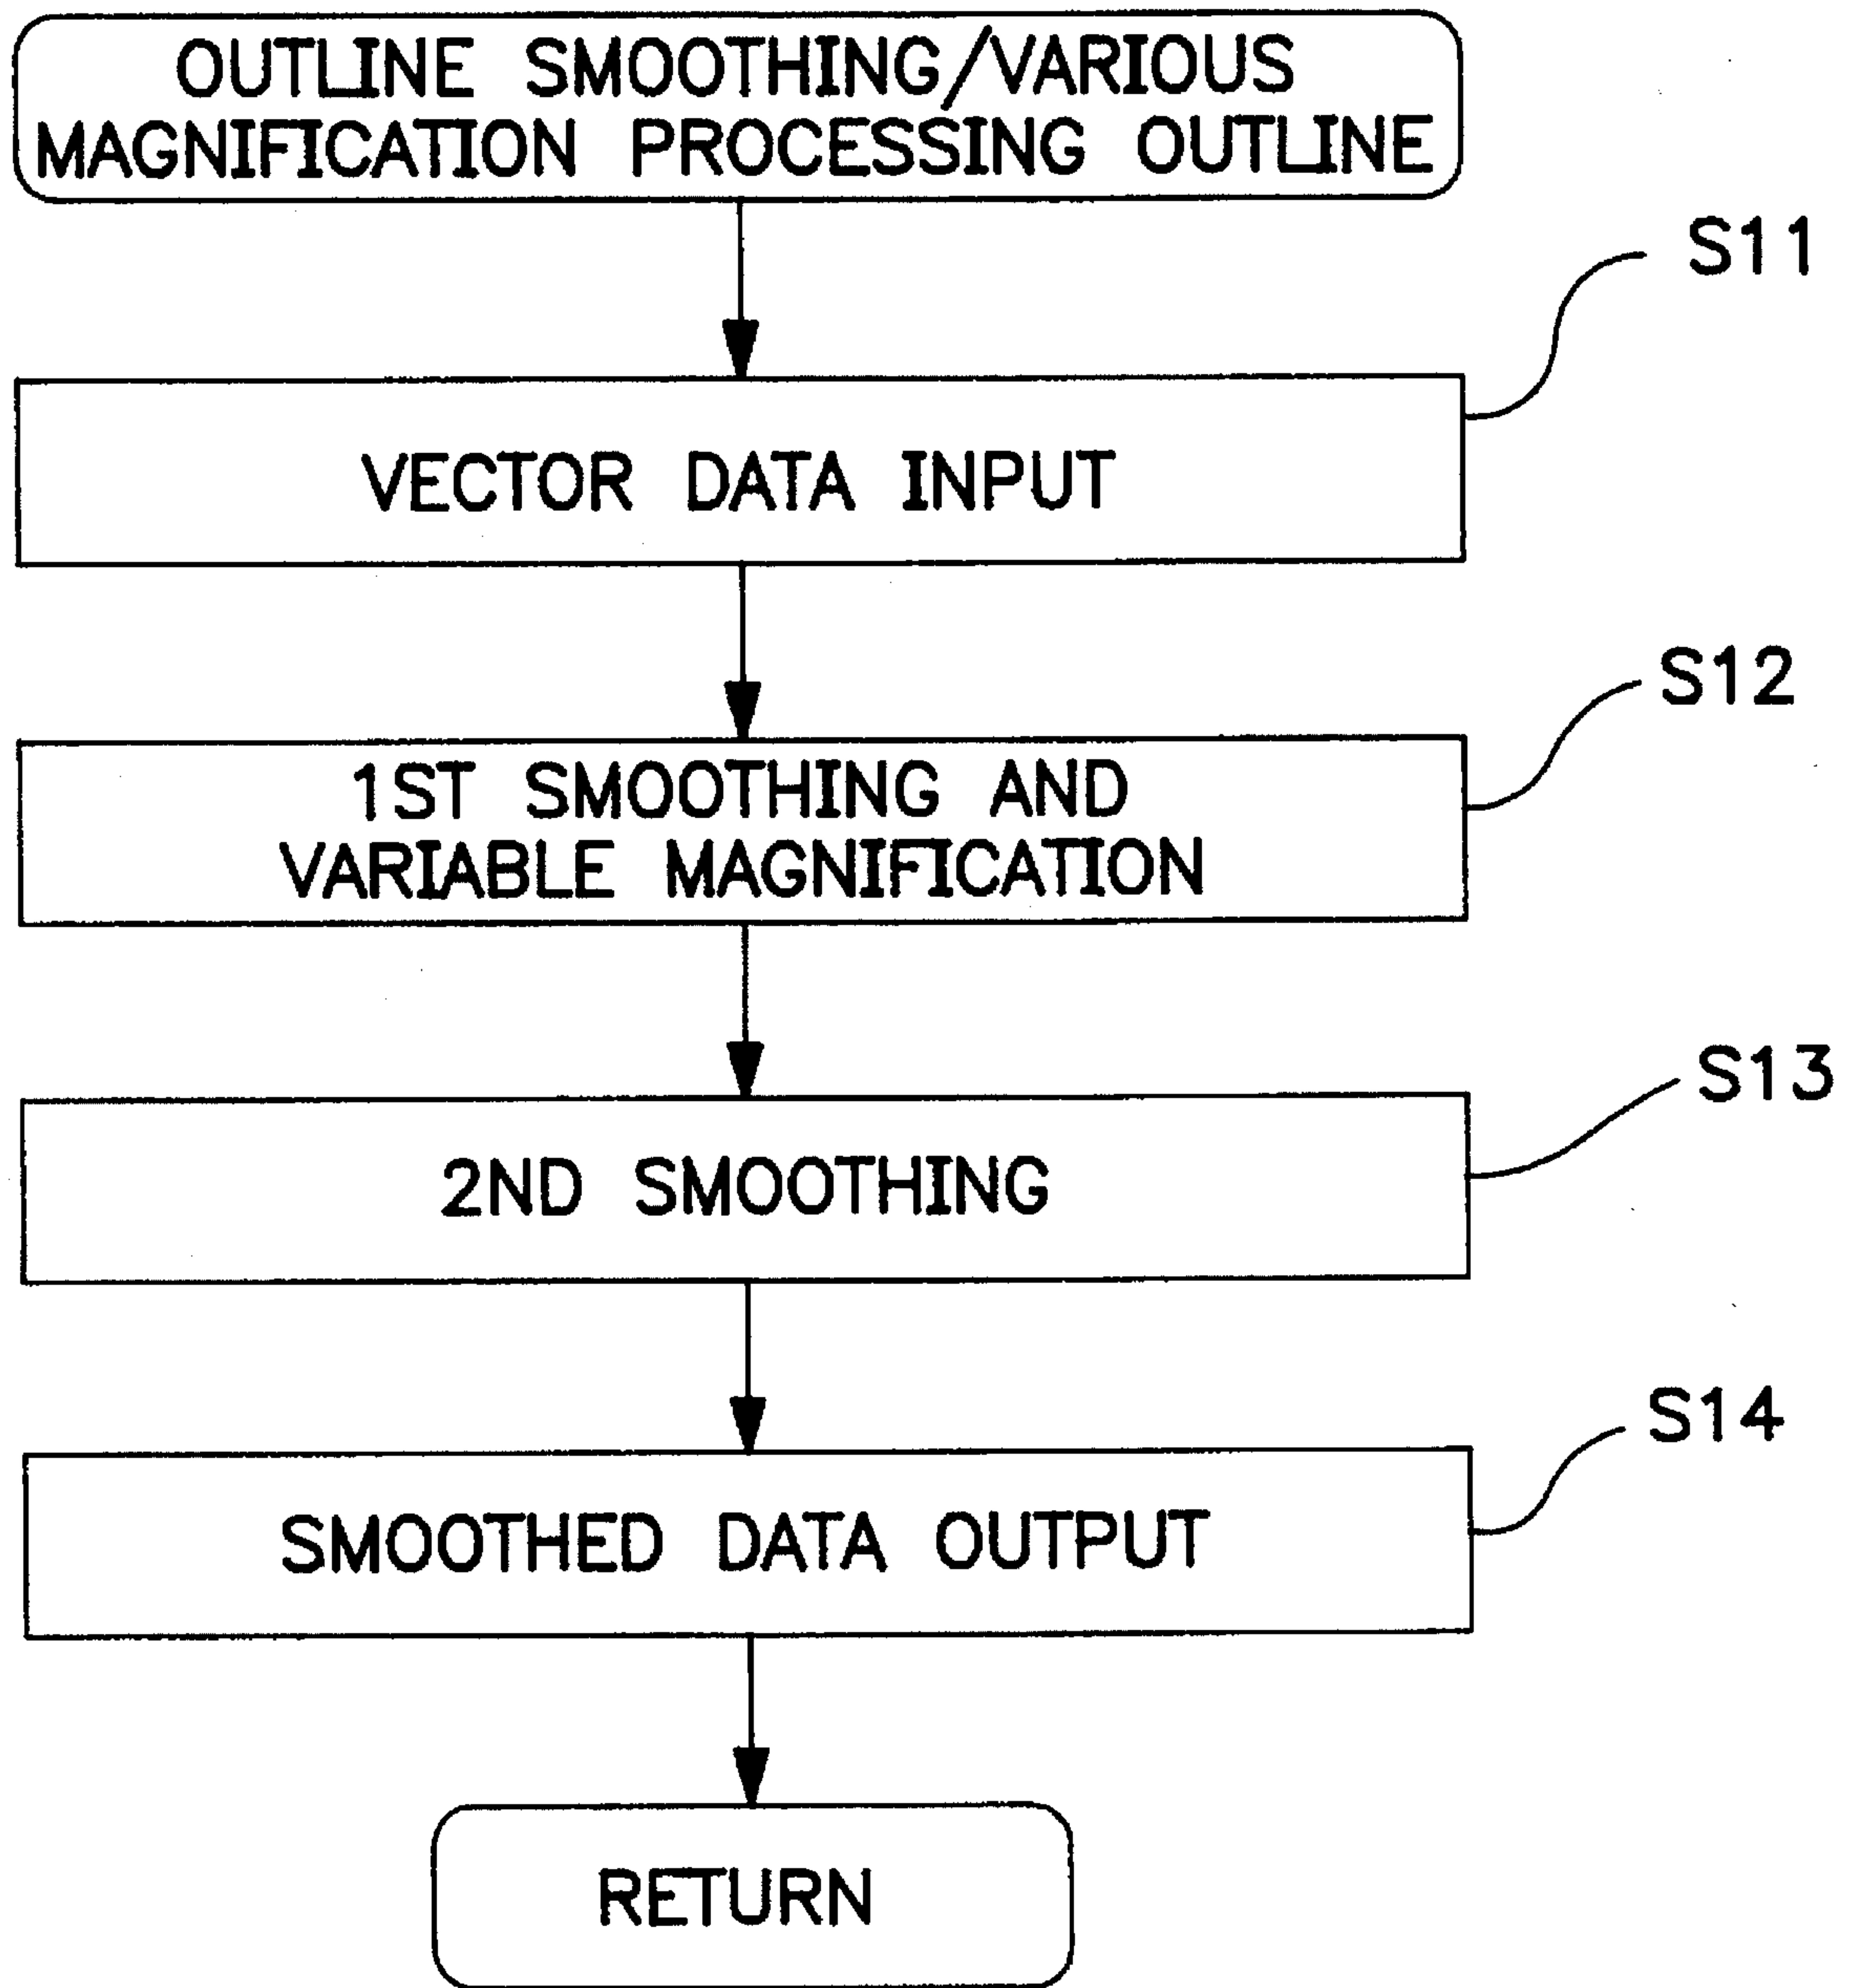 OUTLINE SMOOTHING/VARIOUS
MAGNIFICATION PROCESSING OUTLINE
S11
VECTOR DATA INPUT
S12
1ST SMOOTHING AND
VARIABLE MAGNIFICATION
S13
2ND SMOOTHING
S14
SMOOTHED DATA OUTPUT
RETURN